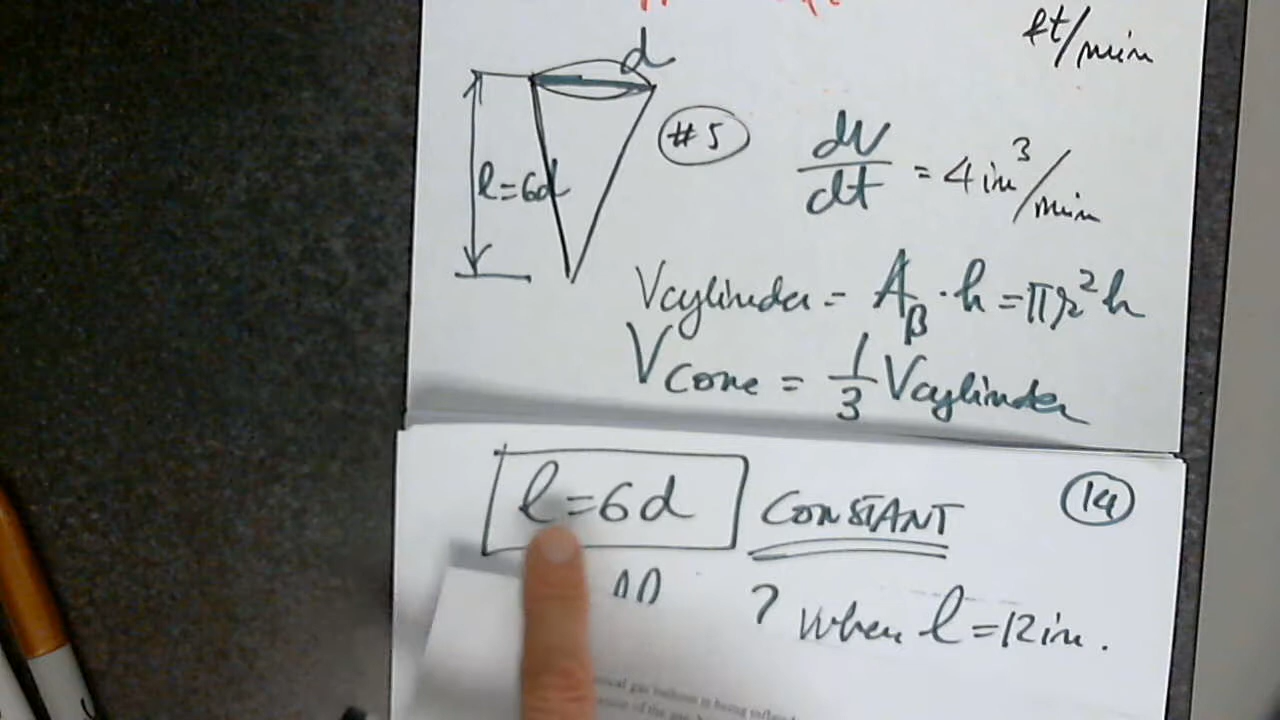 ft/min
d
#5
dV/dt = 4 in³/min
l=6d
Vcylinder = A_B · h = πr²h
Vcone = 1/3 Vcylinder
l=6d CONSTANT
14
? when l=12in.